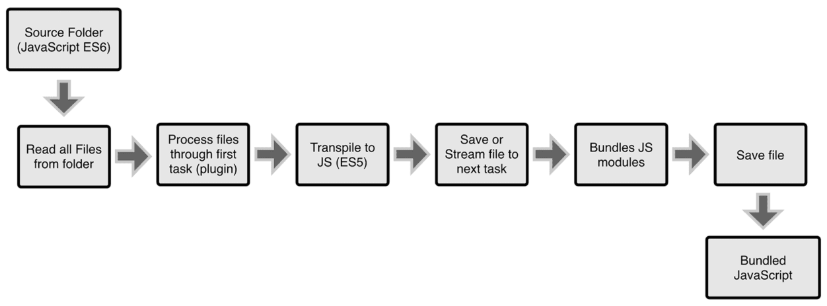 Source Folder
(JavaScript ES6)
Read all Files
from folder
Process files
through first
task (plugin)
Transpile to
JS (ES5)
Save or
Stream file to
next task
Bundles JS
modules
Save file
Bundled
JavaScript